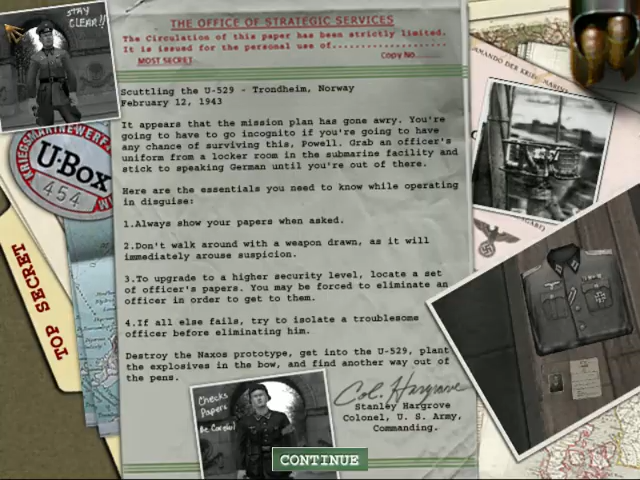 STAY
CLEAR!!
THE OFFICE OF STRATEGIC SERVICES
The Circulation of this paper has been strictly limited.
It is issued for the personal use of....................
MOST SECRET
Copy No.........
Scuttling the U-529 - Trondheim, Norway
February 12, 1943
It appears that the mission plan has gone awry. You're
going to have to go incognito if you're going to have
any chance of surviving this, Powell. Grab an officer's
uniform from a locker room in the submarine facility and
stick to speaking German until you're out of there.
Here are the essentials you need to know while operating
in disguise:
1.Always show your papers when asked.
2.Don't walk around with a weapon drawn, as it will
immediately arouse suspicion.
3.To upgrade to a higher security level, locate a set
of officer's papers. You may be forced to eliminate an
officer in order to get to them.
4.If all else fails, try to isolate a troublesome
officer before eliminating him.
Destroy the Naxos prototype, get into the U-529, plant
the explosives in the bow, and find another way out of
the pens.
Col. Hargrove
Stanley Hargrove
Colonel, U. S. Army,
Commanding.
Checks
Papers
Be Careful
KRIEGSMARINEWERF
U-Box
454
TOP SECRET
CONTINUE